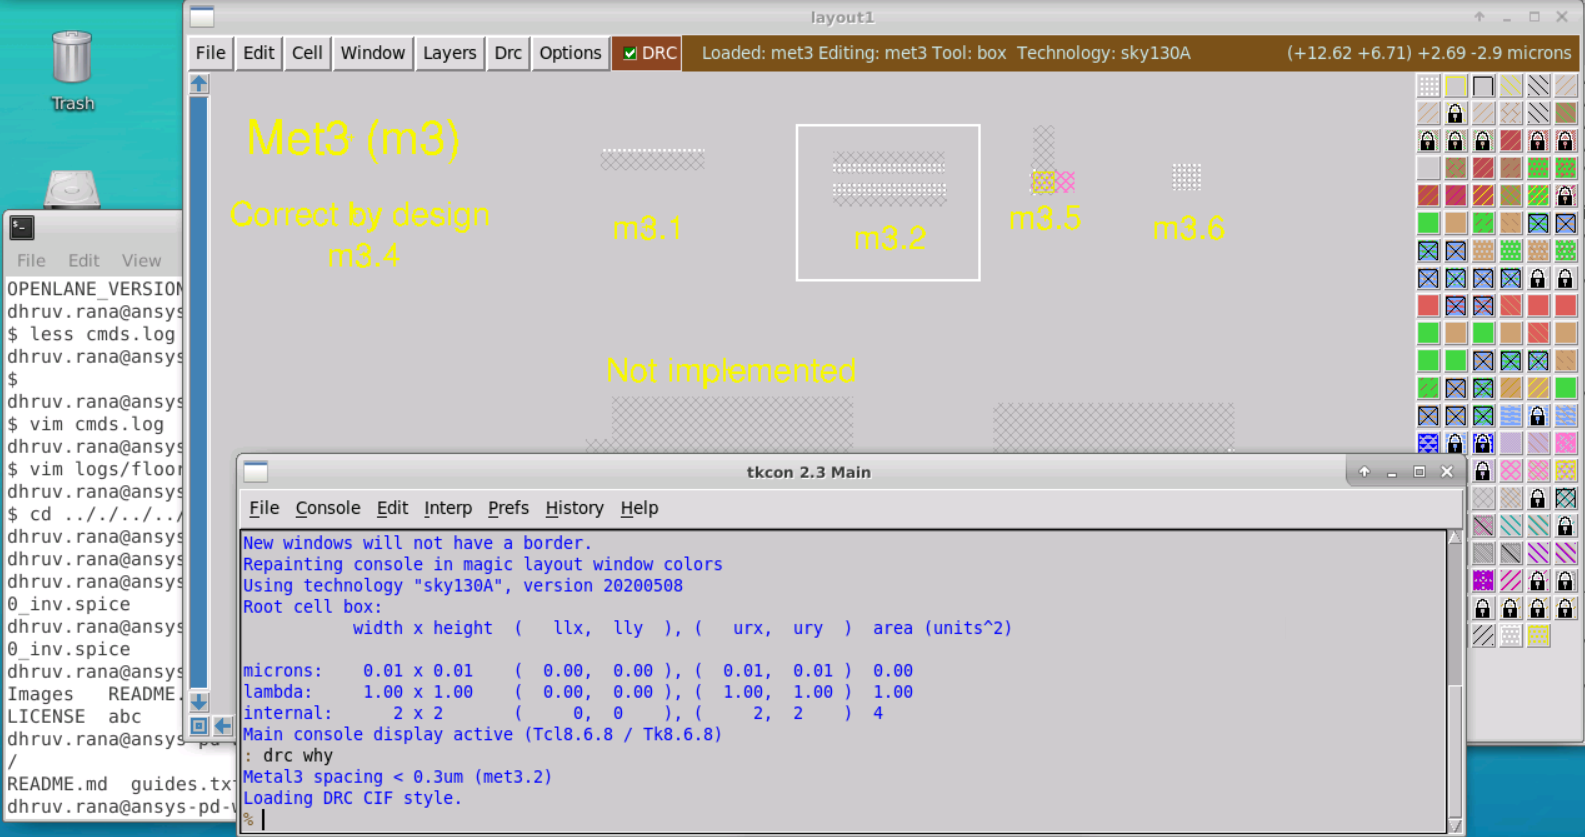 layout1
File Edit Cell Window Layers Drc Options DRC Loaded: met3 Editing: met3 Tool: box Technology: sky130A (+12.62 +6.71) +2.69 -2.9 microns
Trash
Met3 (m3)
Correct by design
m3.4
m3.1
m3.2
m3.5
m3.6
Not implemented
File Edit View
OPENLANE_VERSION
dhruv.rana@ansys
$ less cmds.log
dhruv.rana@ansys
$
dhruv.rana@ansys
$ vim cmds.log
dhruv.rana@ansys
$ vim logs/floor
dhruv.rana@ansys
$ cd .././../../
dhruv.rana@ansys
dhruv.rana@ansys
dhruv.rana@ansys
0_inv.spice
dhruv.rana@ansys
0_inv.spice
dhruv.rana@ansys
Images README.
LICENSE abc
dhruv.rana@ansys-pd-
/
README.md guides.txt
dhruv.rana@ansys-pd-w
tkcon 2.3 Main
File Console Edit Interp Prefs History Help
New windows will not have a border.
Repainting console in magic layout window colors
Using technology "sky130A", version 20200508
Root cell box:
width x height ( llx, lly ), ( urx, ury ) area (units^2)
microns: 0.01 x 0.01 ( 0.00, 0.00 ), ( 0.01, 0.01 ) 0.00
lambda: 1.00 x 1.00 ( 0.00, 0.00 ), ( 1.00, 1.00 ) 1.00
internal: 2 x 2 ( 0, 0 ), ( 2, 2 ) 4
Main console display active (Tcl8.6.8 / Tk8.6.8)
: drc why
Metal3 spacing < 0.3um (met3.2)
Loading DRC CIF style.
%